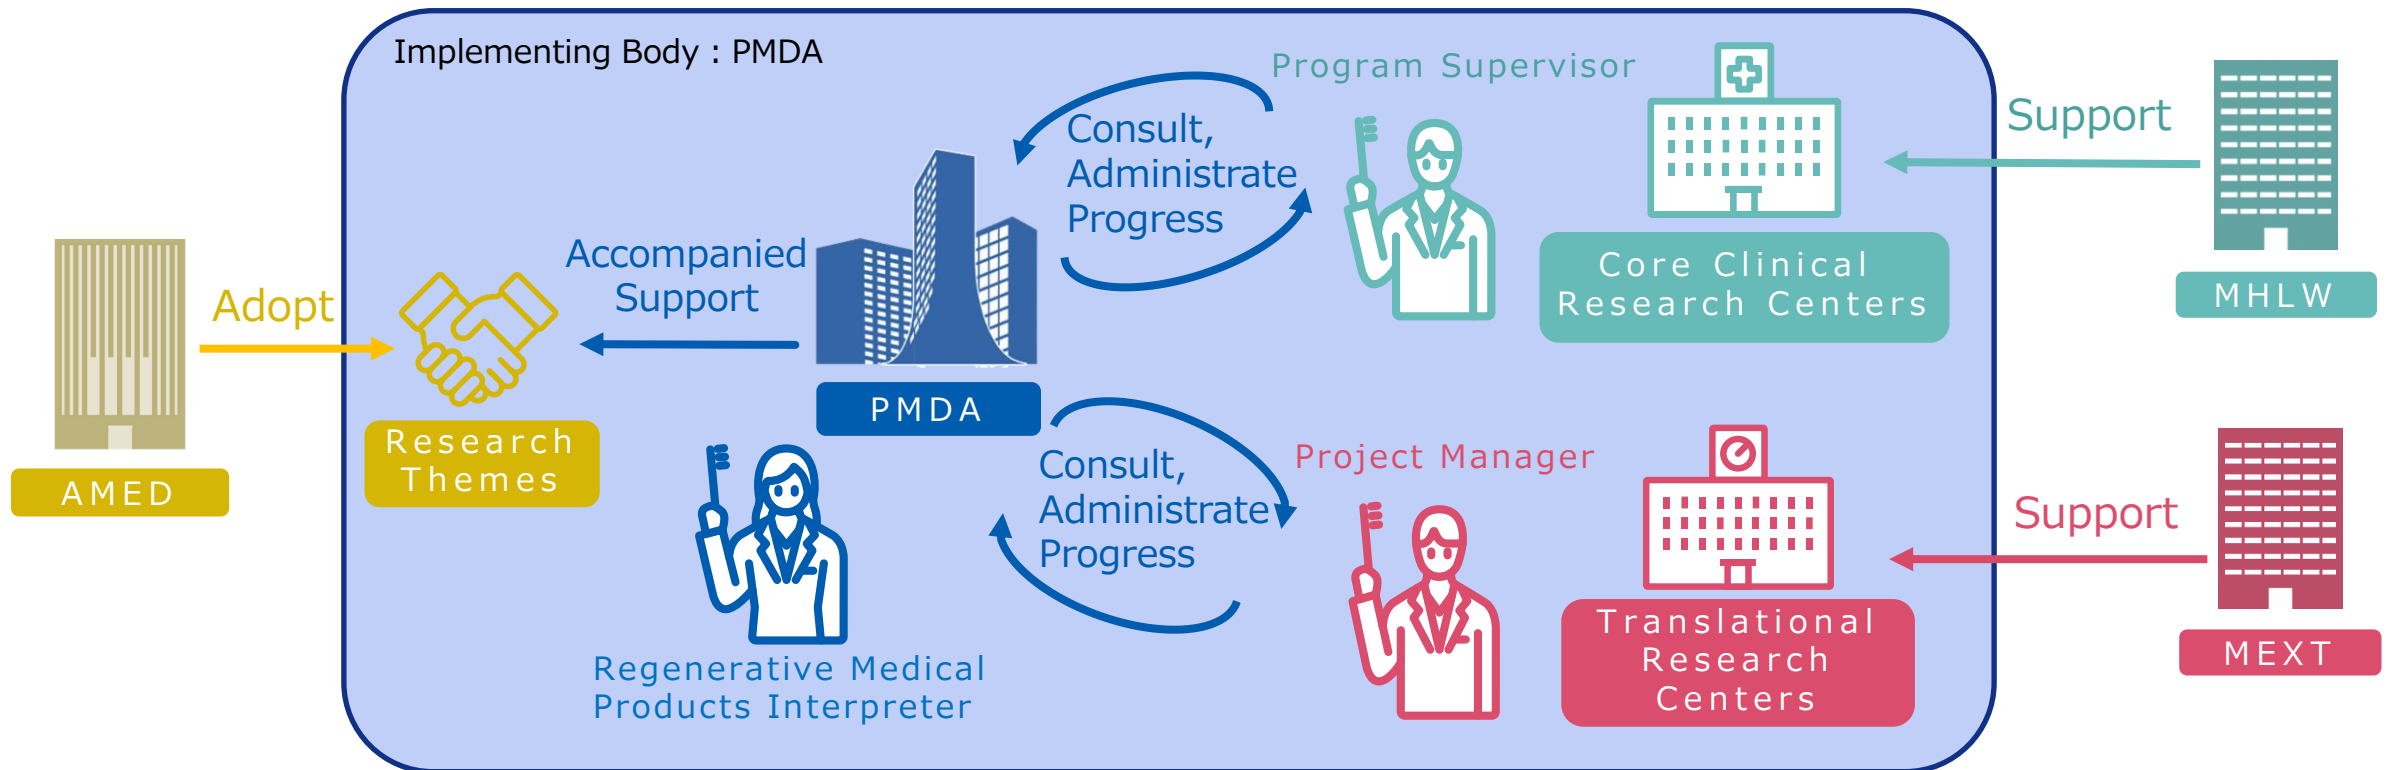 Implementing Body : PMDA
Adopt
AMED
Research
Themes
Accompanied
Support
PMDA
Regenerative Medical
Products Interpreter
Consult,
Administrate
Progress
Program Supervisor
Core Clinical
Research Centers
Support
MHLW
Consult,
Administrate
Progress
Project Manager
Translational
Research
Centers
Support
MEXT